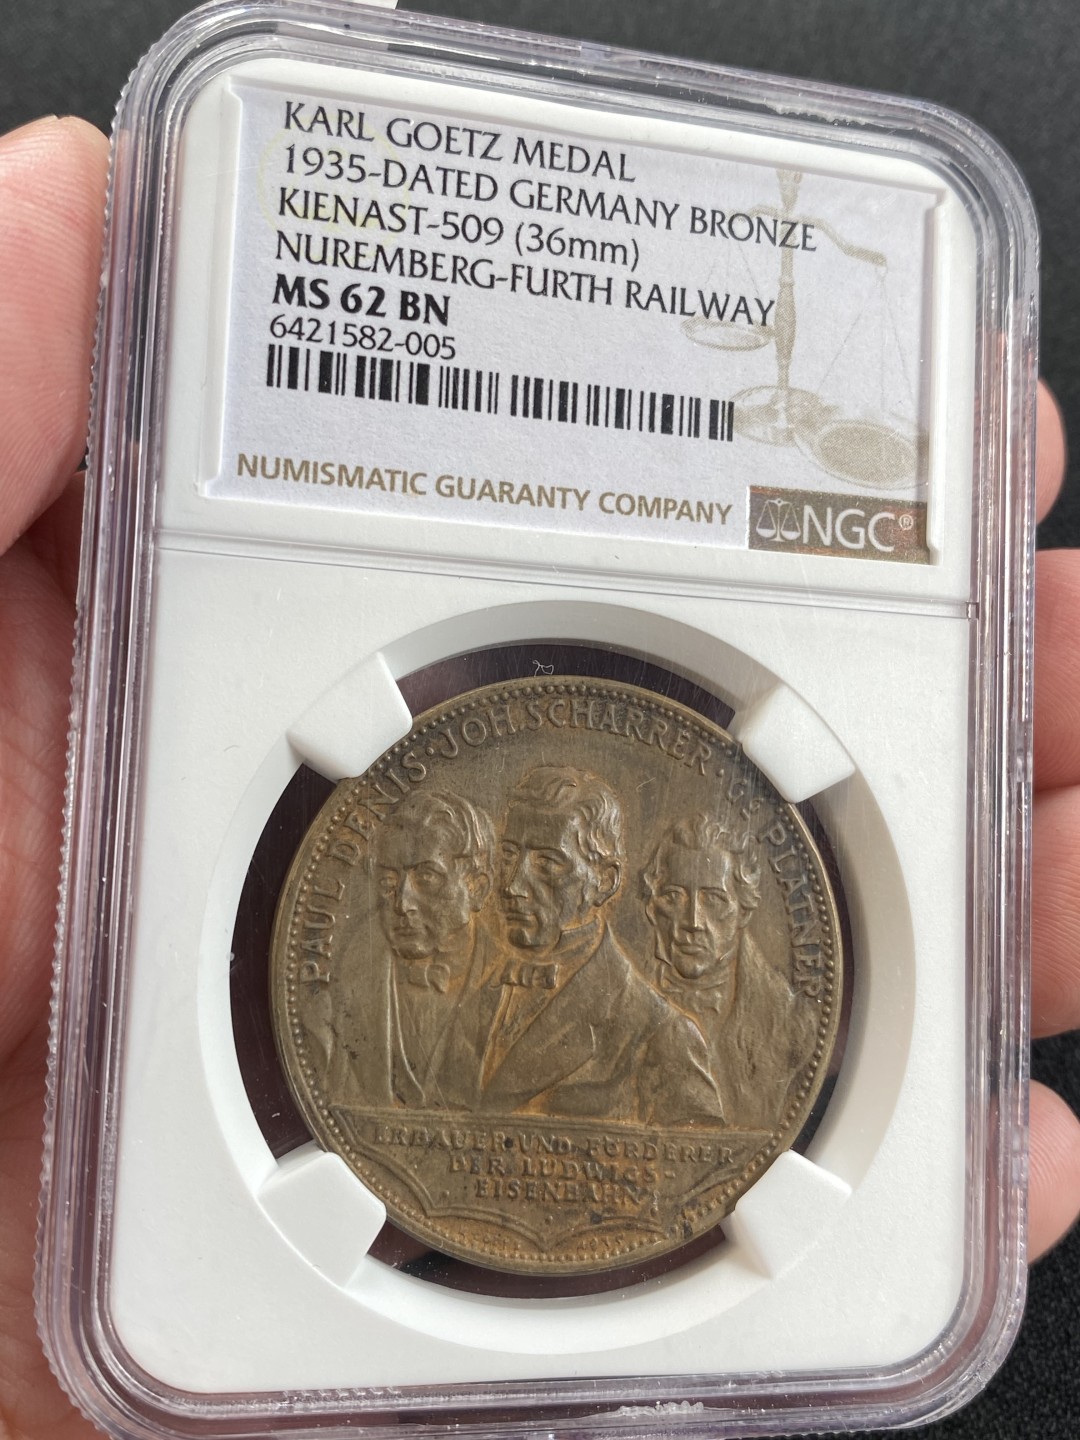 KARL GOETZ MEDAL
1935-DATED GERMANY BRONZE
KIENAST-509 (36mm)
NUREMBERG-FURTH RAILWAY
MS 62 BN
6421582-005
NUMISMATIC GUARANTY COMPANY
NGC®
PAUL DENIS · JOH. SCHARRER · Gg PLATNER
ERBAUER UND FÖRDERER
DER LUDWIGS-
EISENBAHN